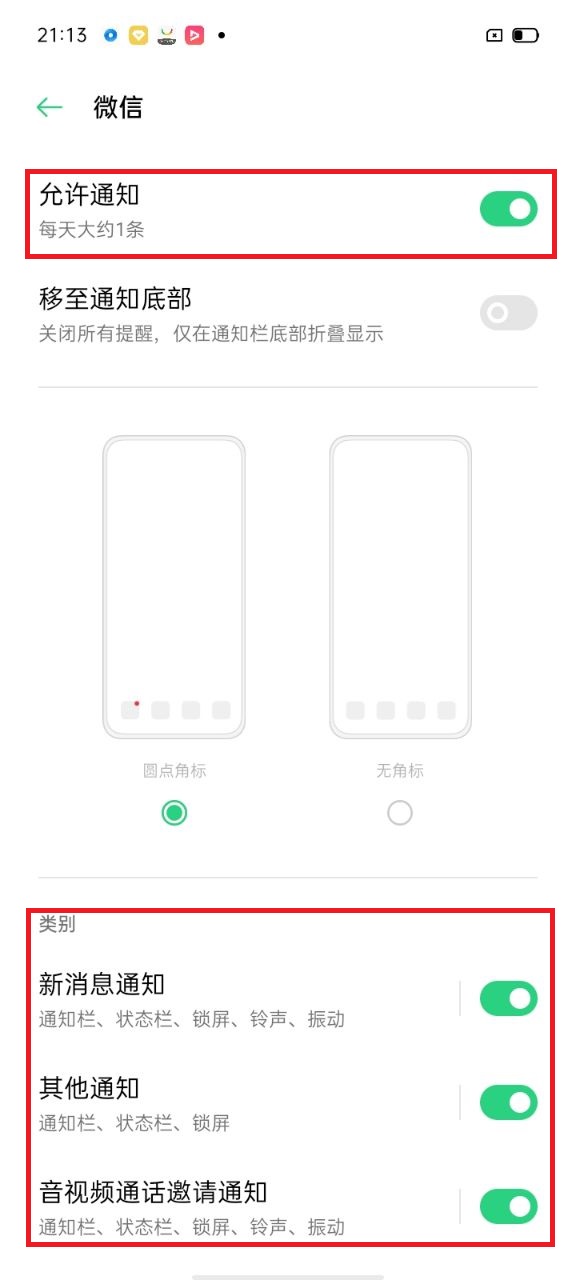 21:13
微信
允许通知
每天大约1条
移至通知底部
关闭所有提醒，仅在通知栏底部折叠显示
圆点角标
无角标
类别
新消息通知
通知栏、状态栏、锁屏、铃声、振动
其他通知
通知栏、状态栏、锁屏
音视频通话邀请通知
通知栏、状态栏、锁屏、铃声、振动